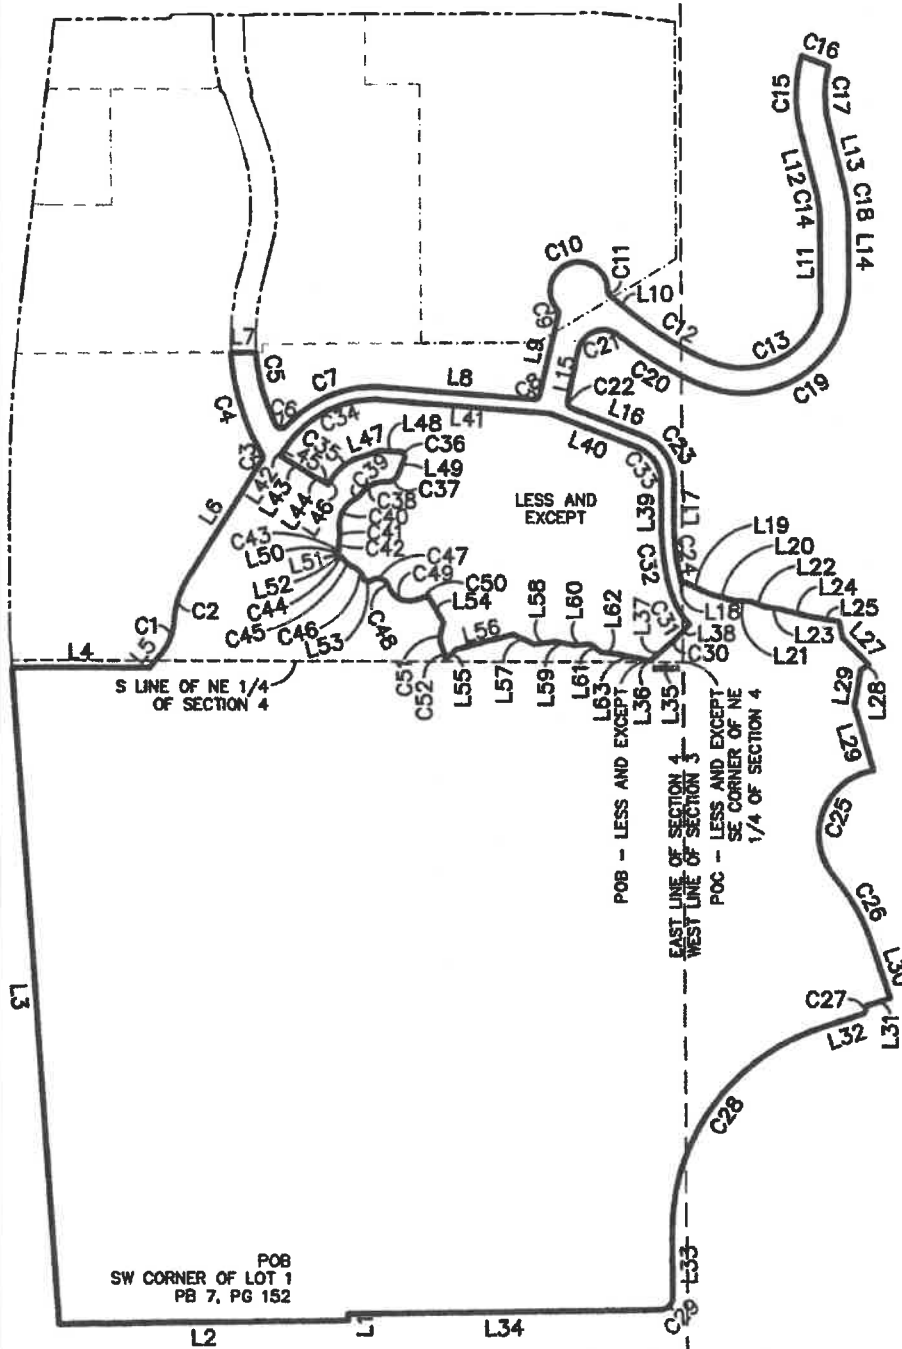 C16
C15
C17
L13
L12
C14
C18
L11
L14
C10
C11
L10
C12
C13
C19
C9
L9
C21
C20
L7
C5
C7
L8
C8
L15
C22
C4
C6
C34
L41
L16
C3
L42
L43
C35
L47
L48
C36
L49
C37
L40
C23
C33
L44
L45
L46
C39
C38
C40
C41
C42
LESS AND
EXCEPT
L39
L17
L6
C43
L50
L51
L52
C44
C45
C46
L53
C47
C49
C50
L54
C48
C32
C24
L19
L20
L22
L24
L25
L18
L21
L23
L27
C1
C2
L58
L60
L62
L37
C31
L38
C30
L4
L5
L56
C51
C52
L55
L57
L59
L61
L63
L36
L35
L29
L28
S LINE OF NE 1/4
OF SECTION 4
POB - LESS AND EXCEPT
POC - LESS AND EXCEPT
SE CORNER OF NE
1/4 OF SECTION 4
EAST LINE OF SECTION 4
WEST LINE OF SECTION 3
L29
C25
C26
L30
L31
C27
L32
L3
C28
POB
SW CORNER OF LOT 1
PB 7, PG 152
L33
C29
L2
L1
L34